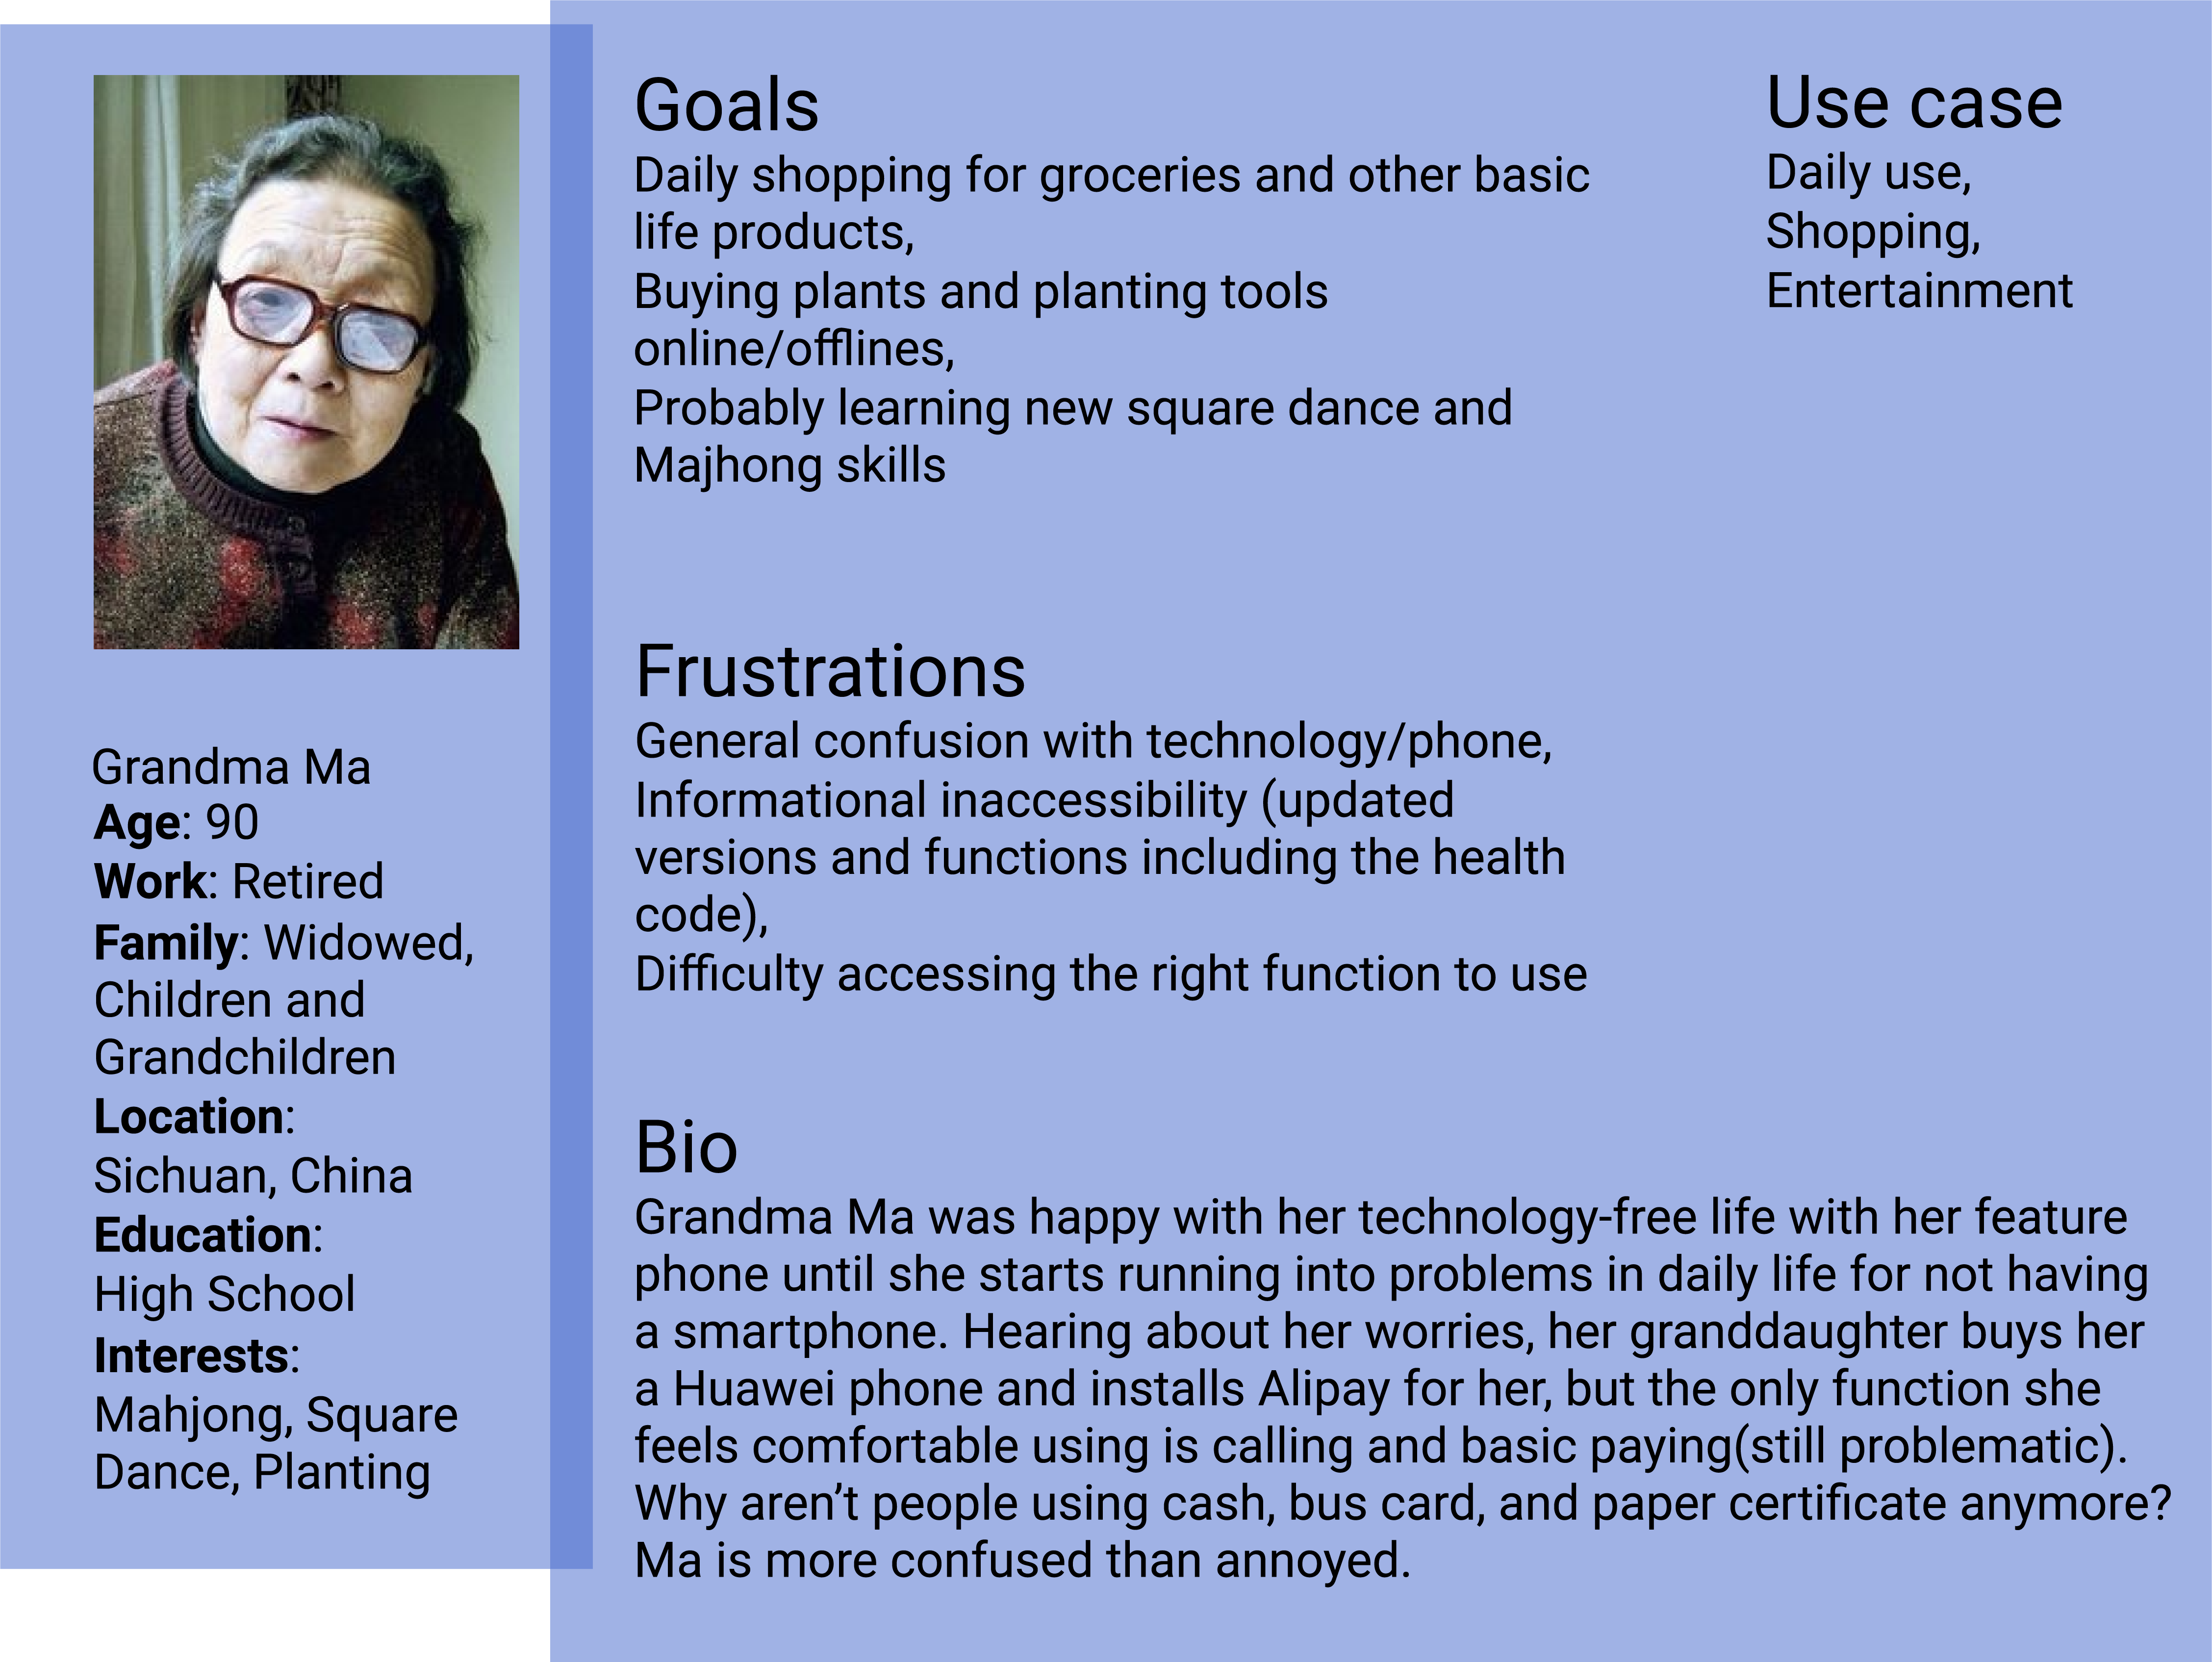 Grandma Ma
Age: 90
Work: Retired
Family: Widowed,
Children and
Grandchildren
Location:
Sichuan, China
Education:
High School
Interests:
Mahjong, Square
Dance, Planting
Goals
Daily shopping for groceries and other basic
life products,
Buying plants and planting tools
online/offlines,
Probably learning new square dance and
Majhong skills
Use case
Daily use,
Shopping,
Entertainment
Frustrations
General confusion with technology/phone,
Informational inaccessibility (updated
versions and functions including the health
code),
Difficulty accessing the right function to use
Bio
Grandma Ma was happy with her technology-free life with her feature
phone until she starts running into problems in daily life for not having
a smartphone. Hearing about her worries, her granddaughter buys her
a Huawei phone and installs Alipay for her, but the only function she
feels comfortable using is calling and basic paying(still problematic).
Why aren’t people using cash, bus card, and paper certificate anymore?
Ma is more confused than annoyed.